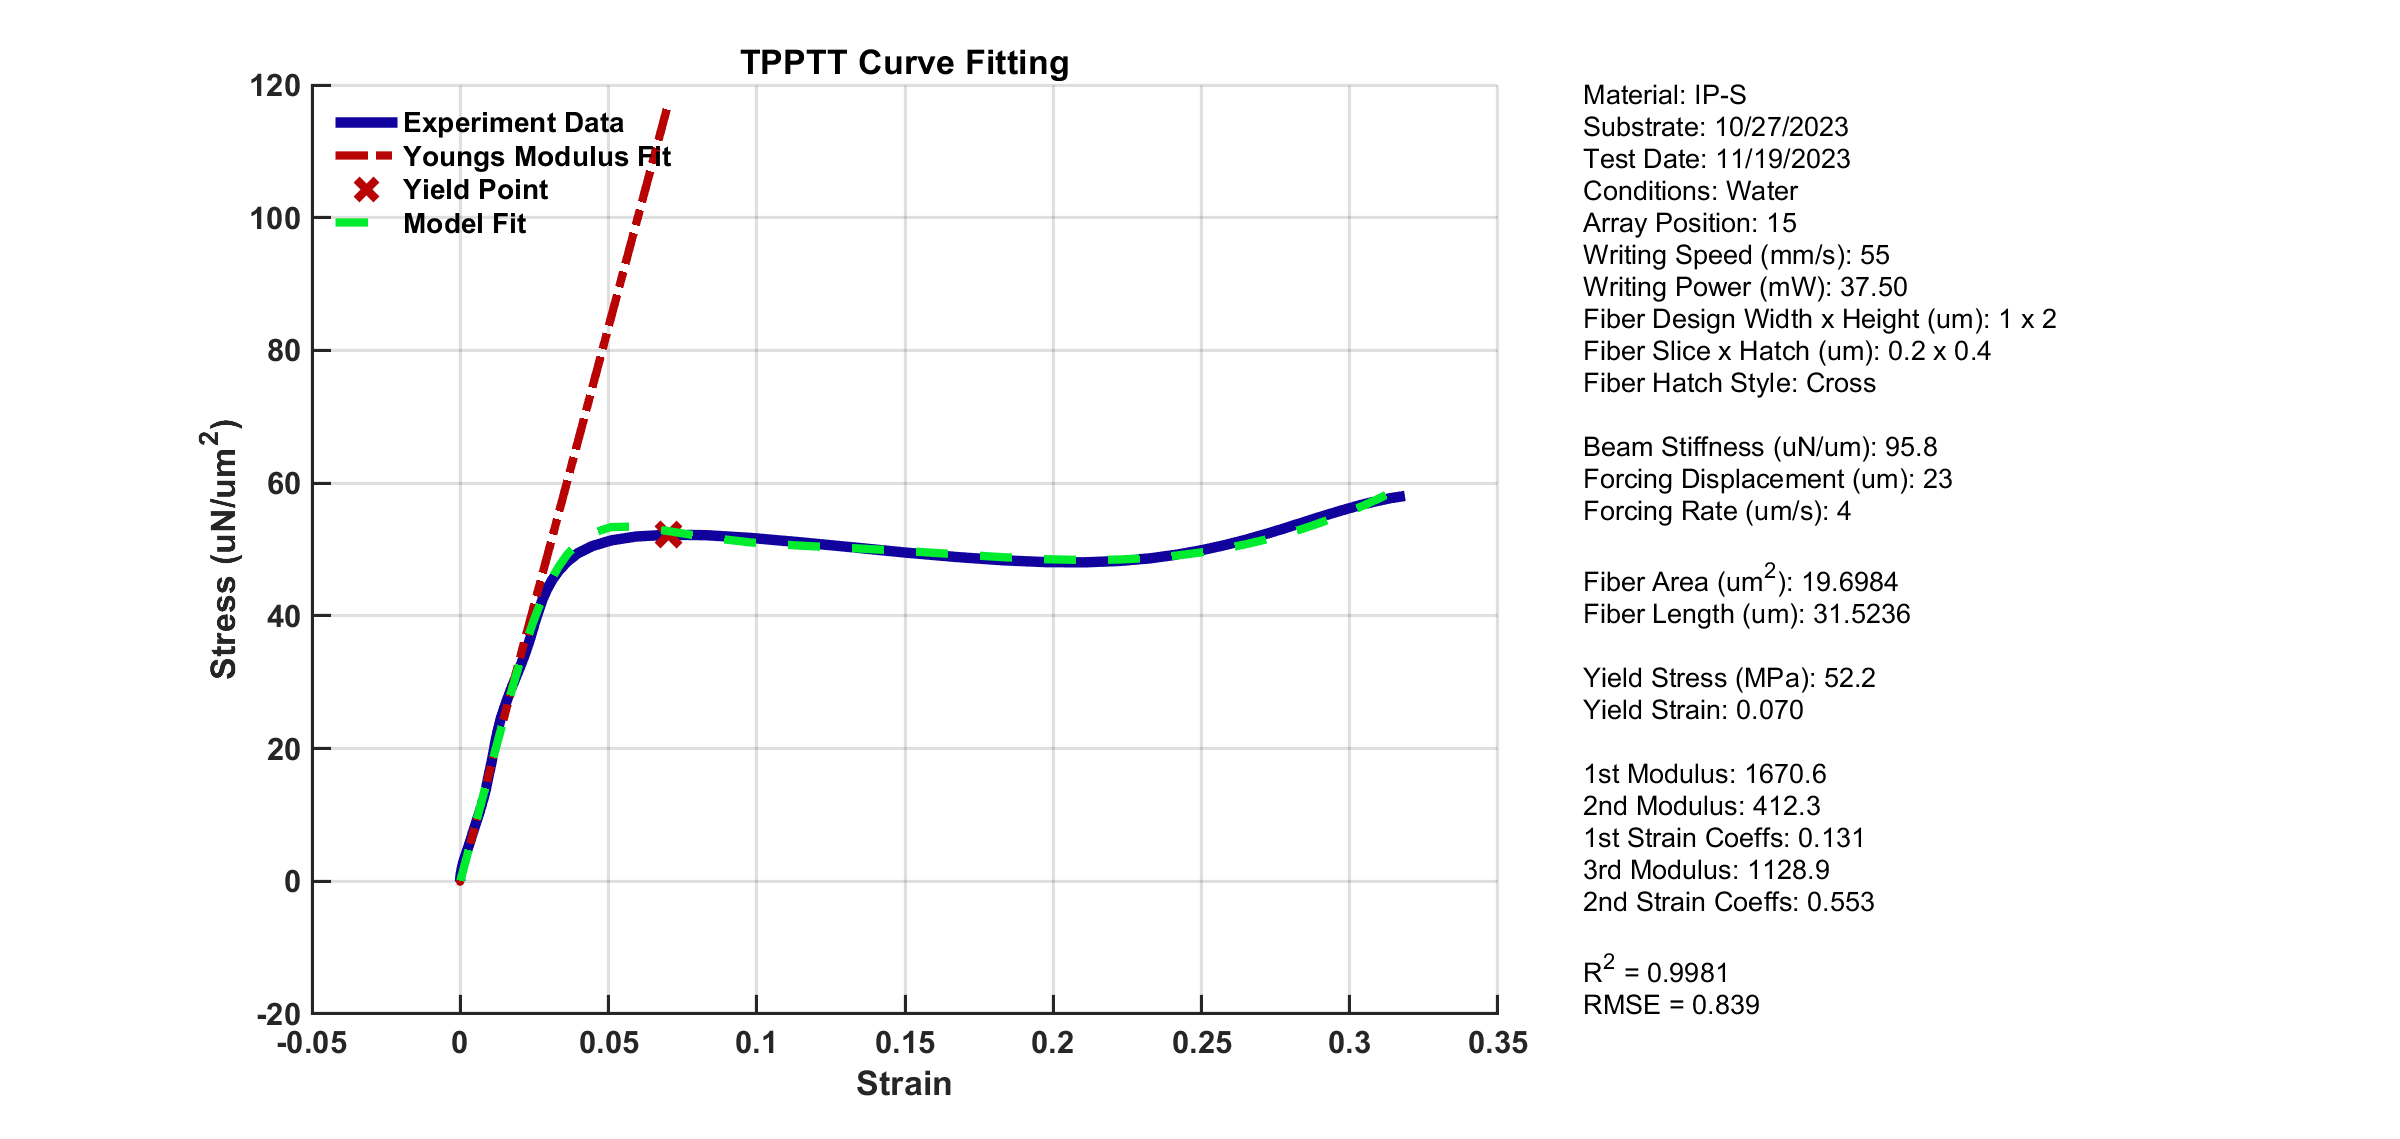 TPPTT Curve Fitting
120
100
80
60
40
20
0
-20
-0.05
0
0.05
0.1
0.15
0.2
0.25
0.3
0.35
Stress (uN/um²)
Strain
Experiment Data
Youngs Modulus Fit
Yield Point
Model Fit
Material: IP-S
Substrate: 10/27/2023
Test Date: 11/19/2023
Conditions: Water
Array Position: 15
Writing Speed (mm/s): 55
Writing Power (mW): 37.50
Fiber Design Width x Height (um): 1 x 2
Fiber Slice x Hatch (um): 0.2 x 0.4
Fiber Hatch Style: Cross
Beam Stiffness (uN/um): 95.8
Forcing Displacement (um): 23
Forcing Rate (um/s): 4
Fiber Area (um²): 19.6984
Fiber Length (um): 31.5236
Yield Stress (MPa): 52.2
Yield Strain: 0.070
1st Modulus: 1670.6
2nd Modulus: 412.3
1st Strain Coeffs: 0.131
3rd Modulus: 1128.9
2nd Strain Coeffs: 0.553
R² = 0.9981
RMSE = 0.839